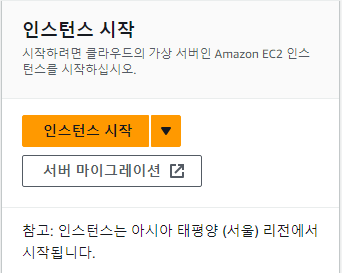 인스턴스 시작
시작하려면 클라우드의 가상 서버인 Amazon EC2 인스
턴스를 시작하십시오.
인스턴스 시작
서버 마이그레이션
참고: 인스턴스는 아시아 태평양 (서울) 리전에서
시작됩니다.